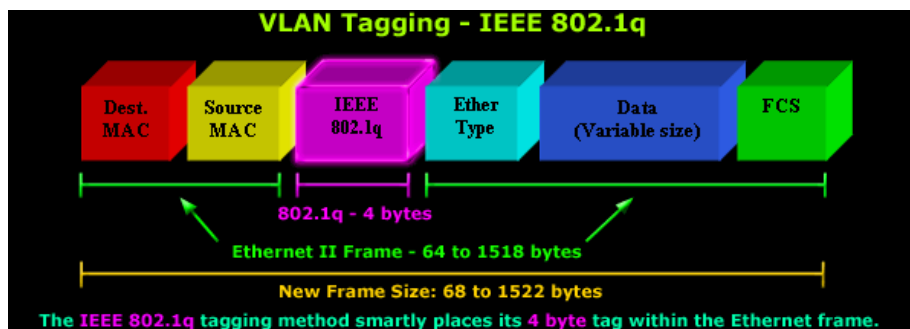 VLAN Tagging - IEEE 802.1q
Dest.
MAC
Source
MAC
IEEE
802.1q
Ether
Type
Data
(Variable size)
FCS
802.1q - 4 bytes
Ethernet II Frame - 64 to 1518 bytes
New Frame Size: 68 to 1522 bytes
The IEEE 802.1q tagging method smartly places its 4 byte tag within the Ethernet frame.